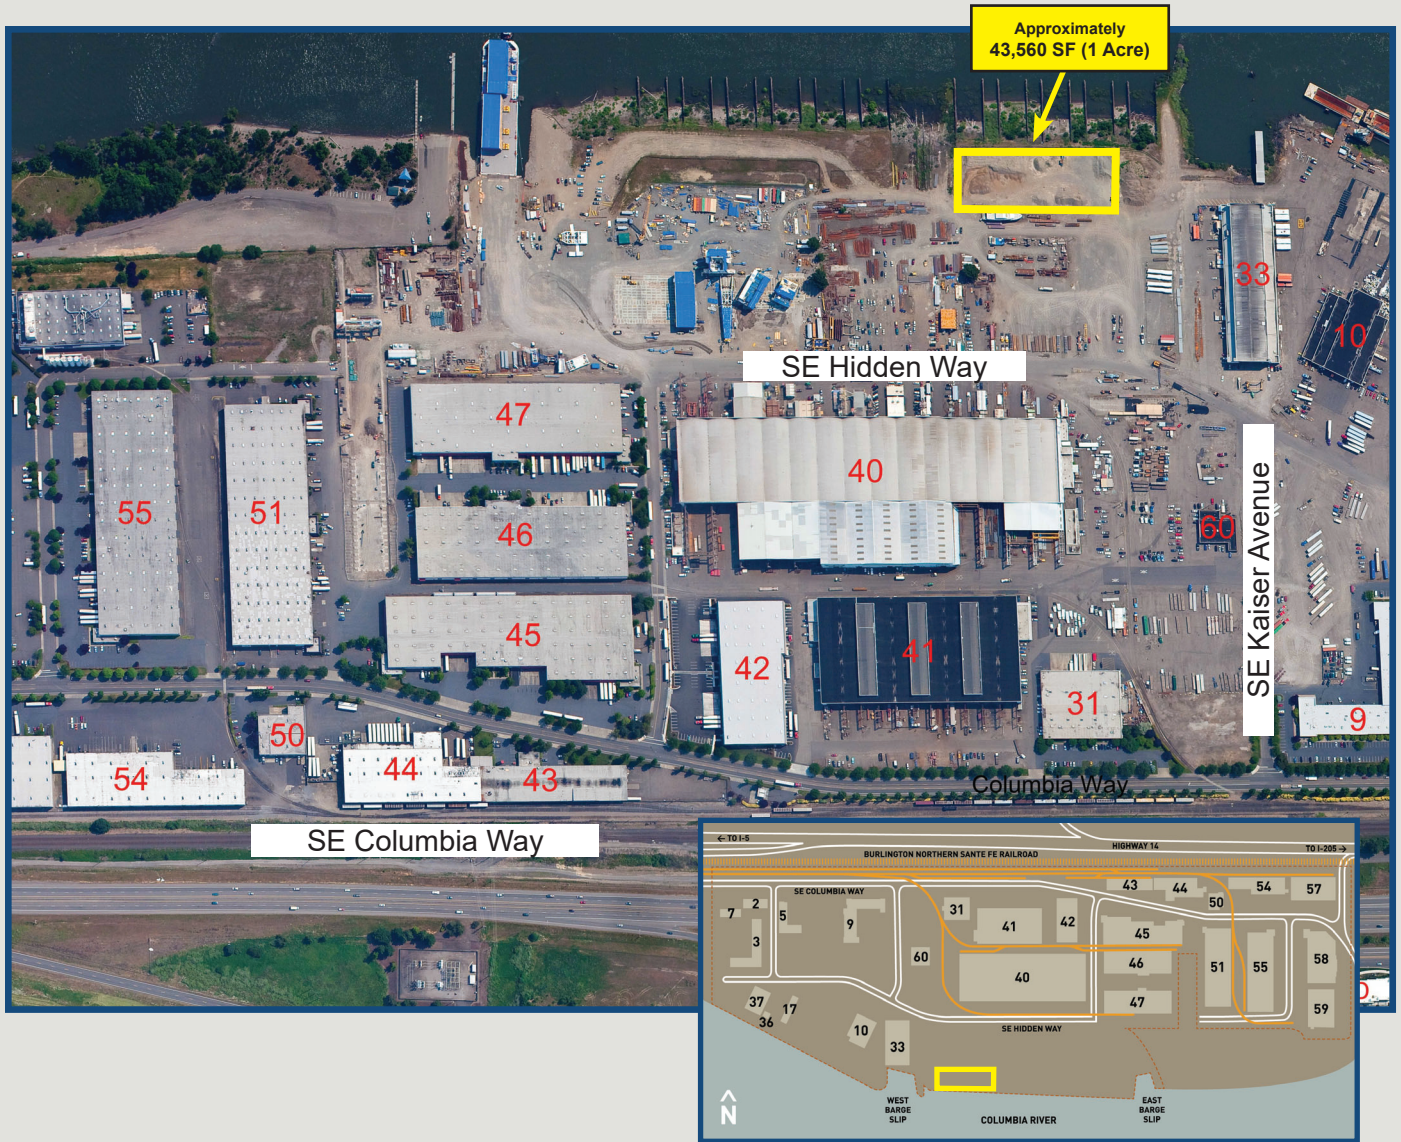 Approximately
43,560 SF (1 Acre)
33
10
SE Hidden Way
47
40
55
51
46
60
SE Kaiser Avenue
45
42
41
31
9
50
54
44
43
Columbia Way
SE Columbia Way
← TO I-5
HIGHWAY 14
TO I-205 →
BURLINGTON NORTHERN SANTE FE RAILROAD
SE COLUMBIA WAY
43
44
54
57
50
2
7
5
9
31
41
42
45
3
60
40
46
51
55
58
37
36
17
10
33
47
59
SE HIDDEN WAY
WEST
BARGE
SLIP
EAST
BARGE
SLIP
COLUMBIA RIVER
N